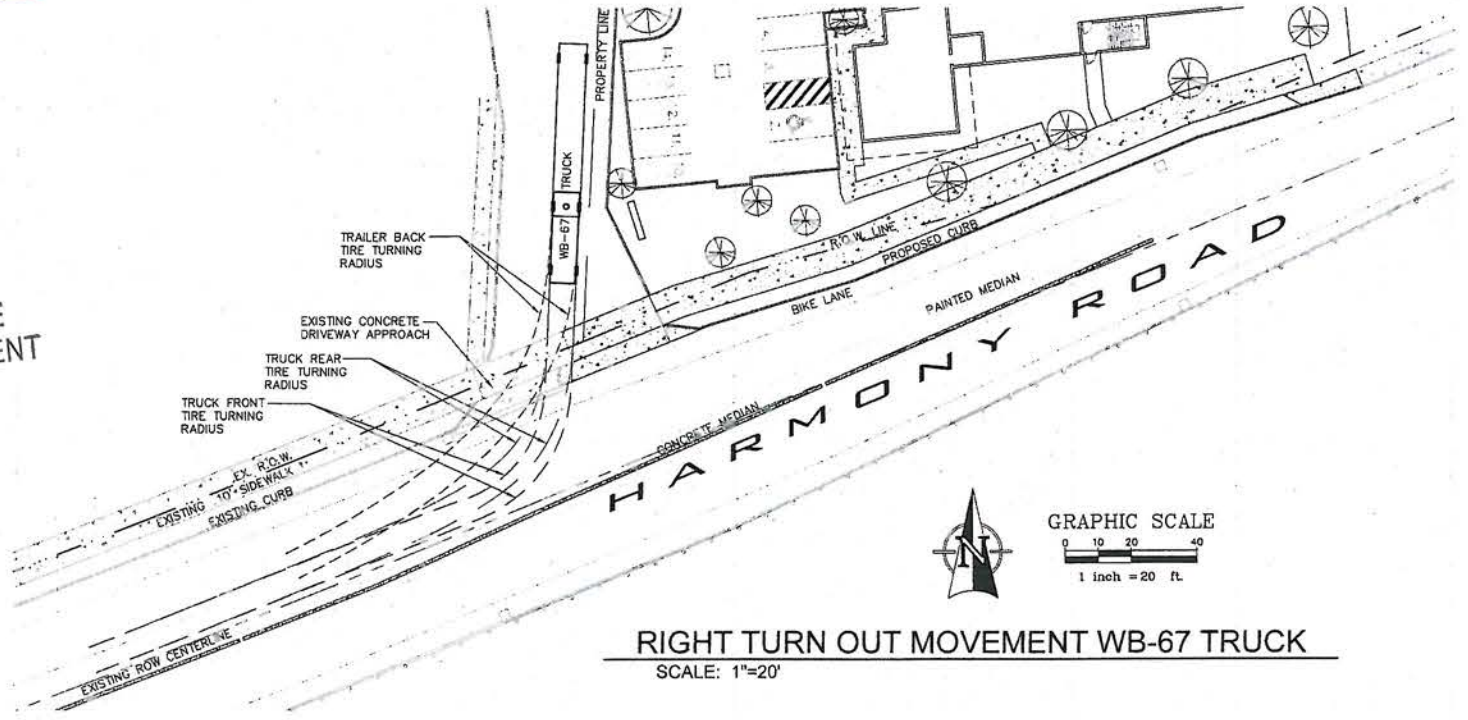 PROPERTY LINE
TRUCK
WB-67
TRAILER BACK
TIRE TURNING
RADIUS
EXISTING CONCRETE
DRIVEWAY APPROACH
ENT
TRUCK REAR
TIRE TURNING
RADIUS
TRUCK FRONT
TIRE TURNING
RADIUS
R.O.W. LINE
PROPOSED CURB
BIKE LANE
PAINTED MEDIAN
HARMONY ROAD
CONCRETE MEDIAN
EX. R.O.W.
EXISTING 10' SIDEWALK
EXISTING CURB
EXISTING ROW CENTERLINE
N
GRAPHIC SCALE
0 10 20 40
1 inch = 20 ft.
RIGHT TURN OUT MOVEMENT WB-67 TRUCK
SCALE: 1"=20'